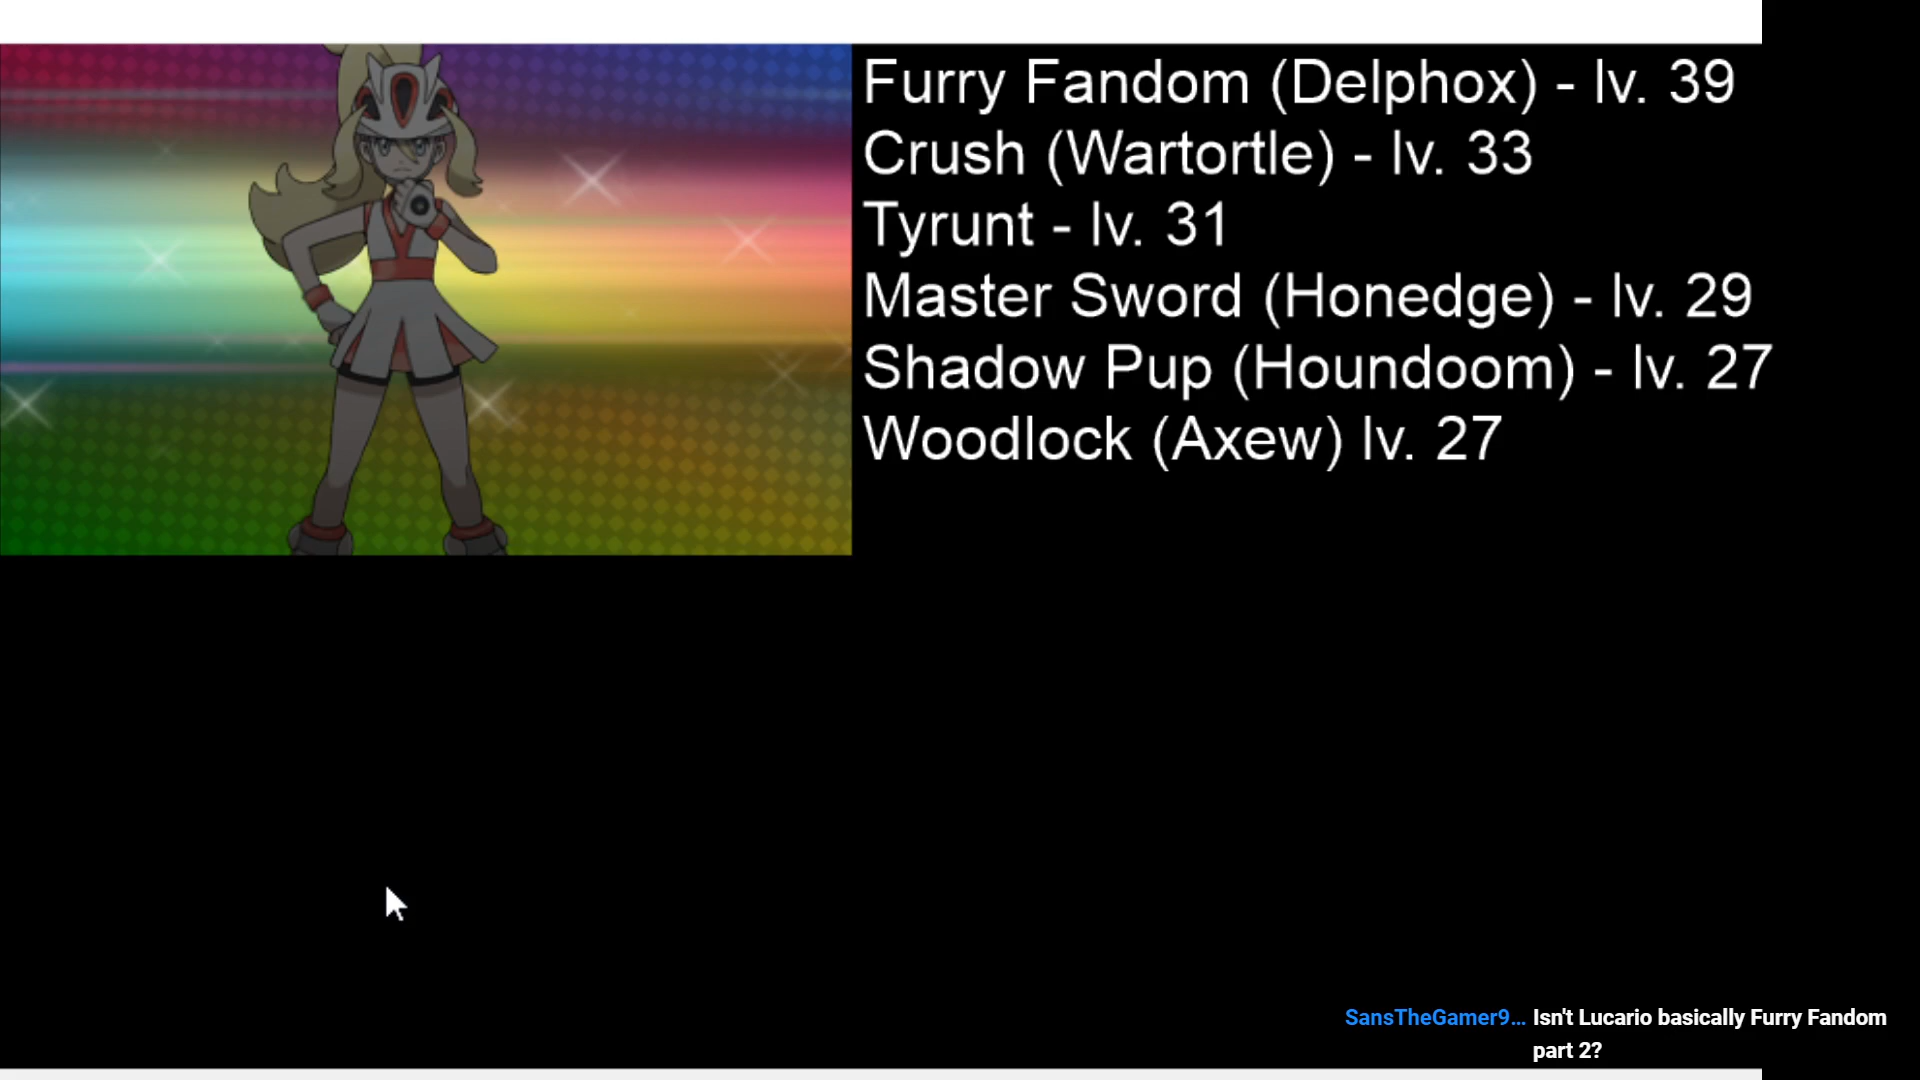 Furry Fandom (Delphox) - lv. 39
Crush (Wartortle) - lv. 33
Tyrunt - lv. 31
Master Sword (Honedge) - lv. 29
Shadow Pup (Houndoom) - lv. 27
Woodlock (Axew) lv. 27
SansTheGamer9... Isn't Lucario basically Furry Fandom
part 2?